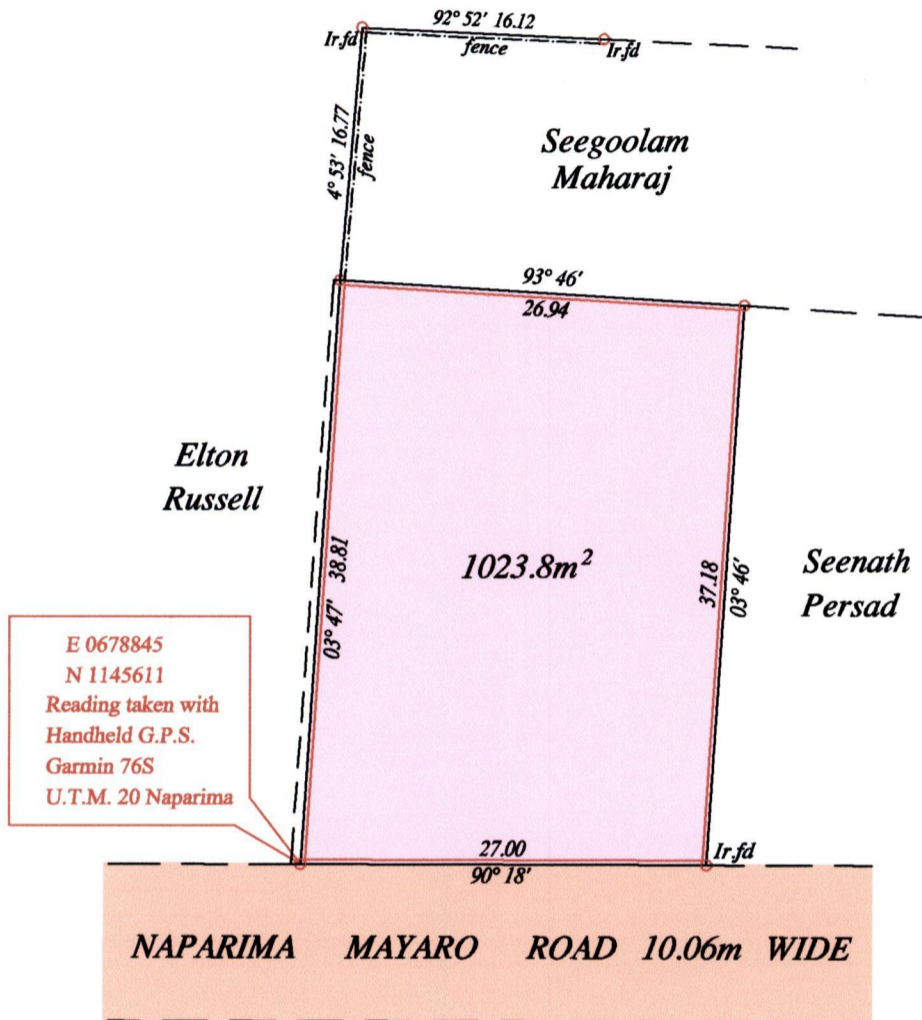 92° 52' 16.12
Ir.fd
fence
Ir.fd
4° 53' 16.77
fence
Seegoolam
Maharaj
93° 46'
26.94
Elton
Russell
03° 47' 38.81
1023.8m²
37.18
03° 46'
Seenath
Persad
E 0678845
N 1145611
Reading taken with
Handheld G.P.S.
Garmin 76S
U.T.M. 20 Naparima
27.00
90° 18'
Ir.fd
NAPARIMA MAYARO ROAD 10.06m WIDE